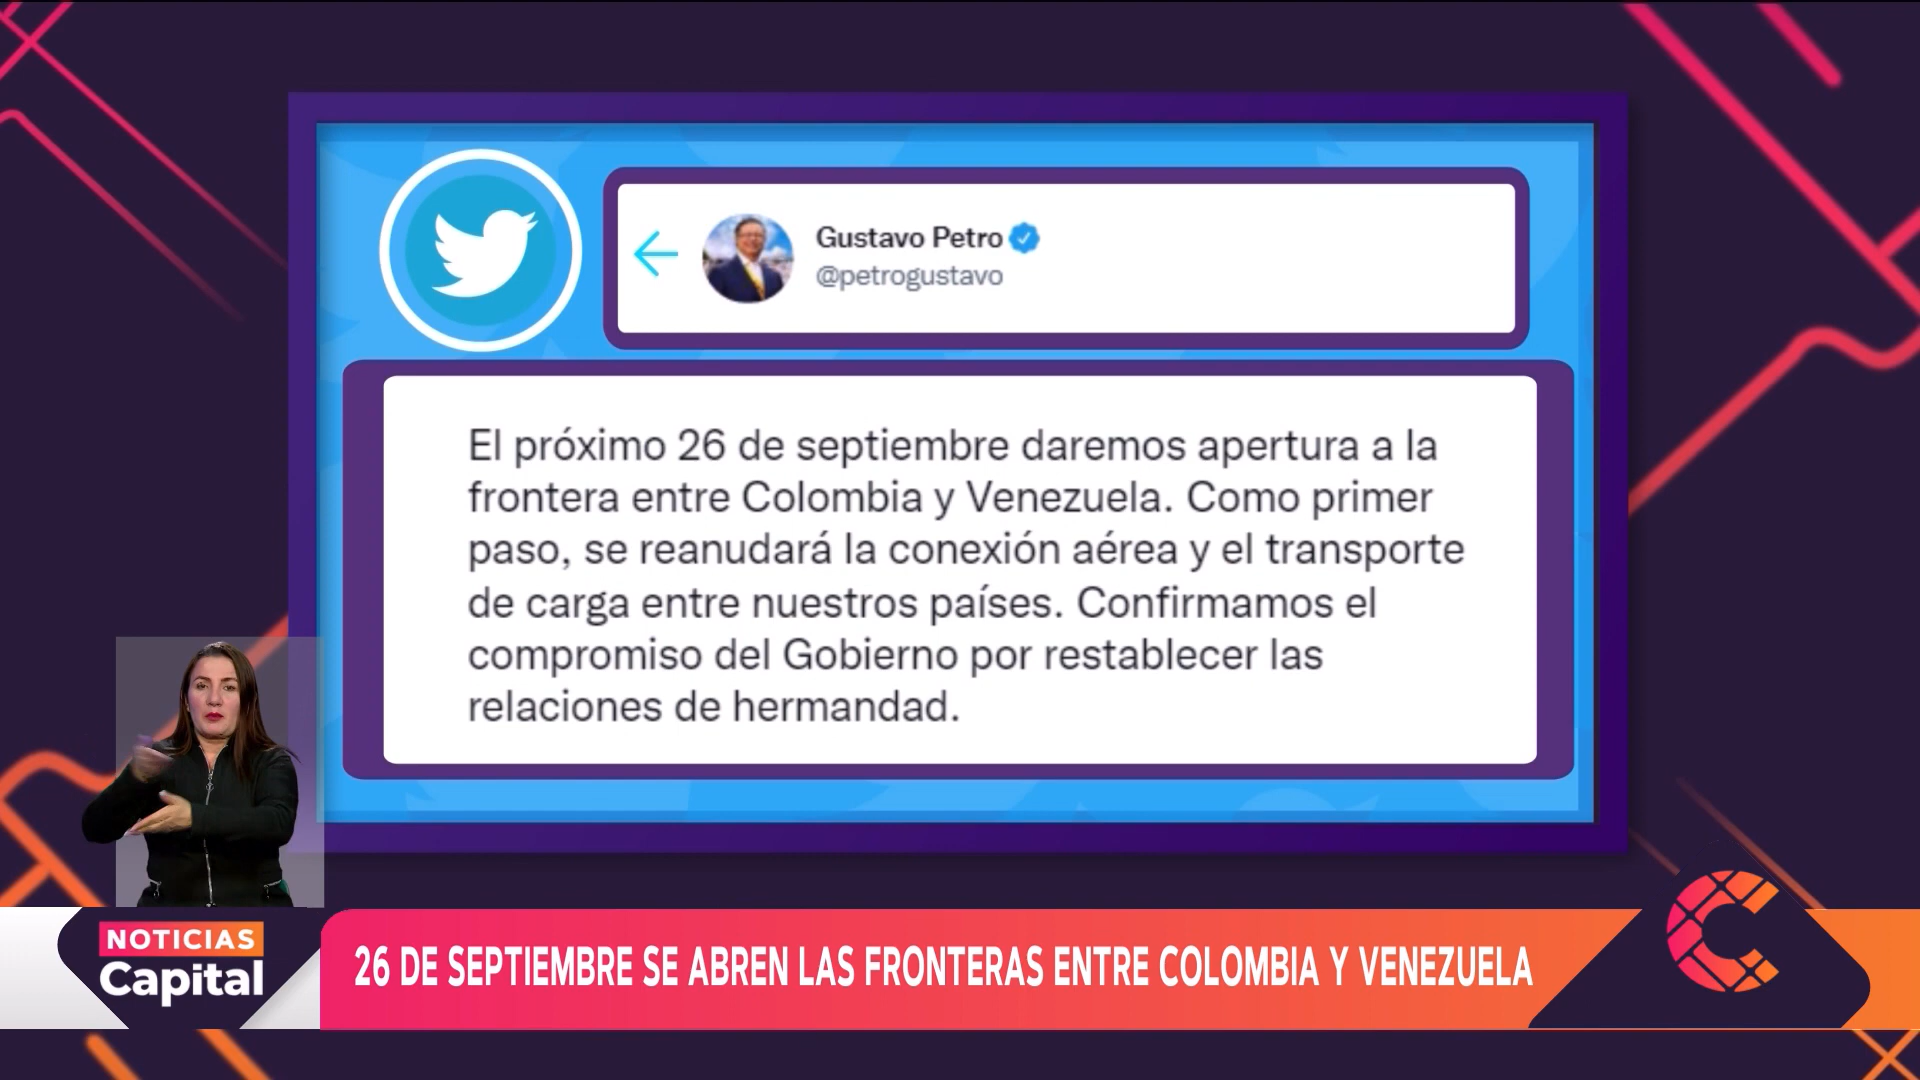 Gustavo Petro
@petrogustavo
El próximo 26 de septiembre daremos apertura a la
frontera entre Colombia y Venezuela. Como primer
paso, se reanudará la conexión aérea y el transporte
de carga entre nuestros países. Confirmamos el
compromiso del Gobierno por restablecer las
relaciones de hermandad.
NOTICIAS
Capital
26 DE SEPTIEMBRE SE ABREN LAS FRONTERAS ENTRE COLOMBIA Y VENEZUELA